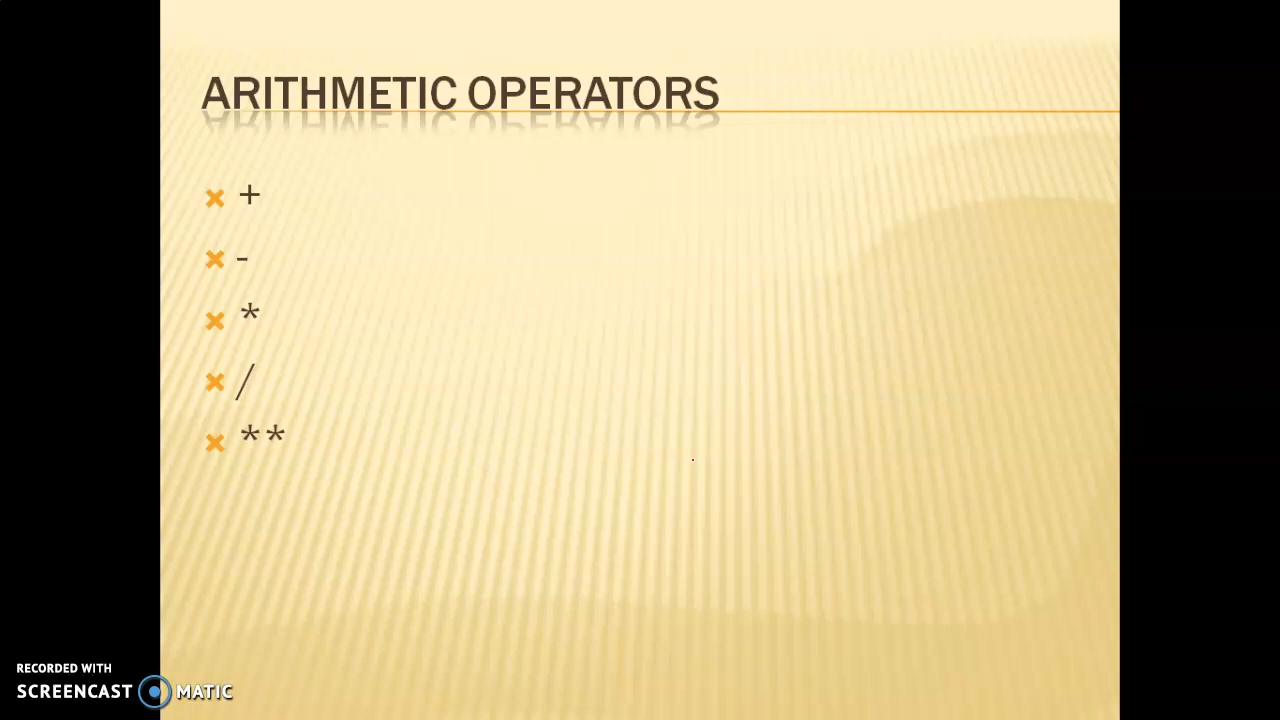 ARITHMETIC OPERATORS
+
-
*
/
**
RECORDED WITH
SCREENCAST MATIC